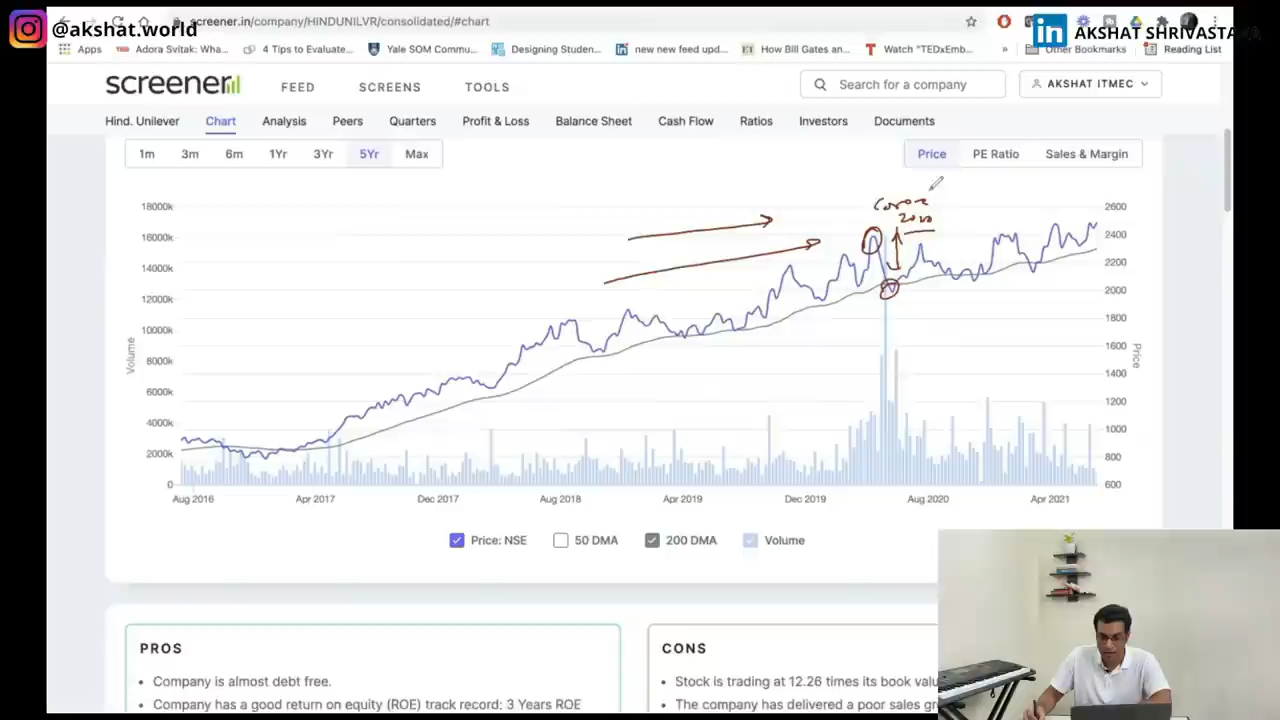 @akshat.world
screener.in/company/HINDUNILVR/consolidated/#chart
AKSHAT SHRIVASTAVA
Apps
Adora Svitak: Wha...
4 Tips to Evaluate...
Yale SOM Commu...
Designing Studen...
new new feed upd...
How Bill Gates an...
Watch "TEDxEmb...
»
Other Bookmarks
Reading List
screener
FEED
SCREENS
TOOLS
Search for a company
AKSHAT ITMEC
Hind. Unilever
Chart
Analysis
Peers
Quarters
Profit & Loss
Balance Sheet
Cash Flow
Ratios
Investors
Documents
1m
3m
6m
1Yr
3Yr
5Yr
Max
Price
PE Ratio
Sales & Margin
18000k
16000k
14000k
12000k
10000k
8000k
6000k
4000k
2000k
0
Volume
2020
2600
2400
2200
2000
1800
1600
1400
1200
1000
800
600
Price
Aug 2016
Apr 2017
Dec 2017
Aug 2018
Apr 2019
Dec 2019
Aug 2020
Apr 2021
Price: NSE
50 DMA
200 DMA
Volume
PROS
• Company is almost debt free.
• Company has a good return on equity (ROE) track record: 3 Years ROE
CONS
• Stock is trading at 12.26 times its book valu
• The company has delivered a poor sales gr